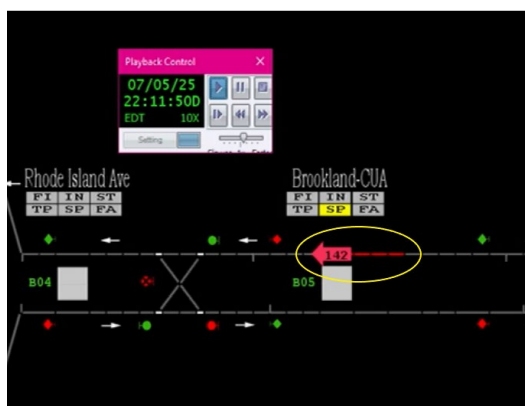 Playback Control
07/05/25
22:11:50D
EDT 10X
Setting
Rhode Island Ave
FI IN ST
TP SP FA
Brookland-CUA
FI IN ST
TP SP FA
142
B04
B05